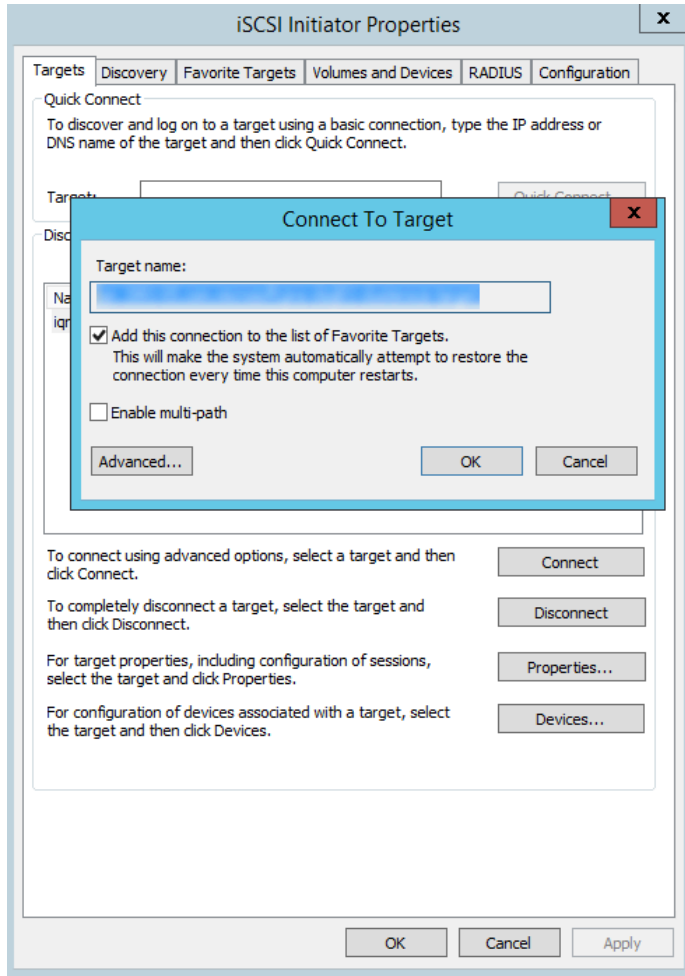 iSCSI Initiator Properties
x
Targets Discovery Favorite Targets Volumes and Devices RADIUS Configuration
Quick Connect
To discover and log on to a target using a basic connection, type the IP address or
DNS name of the target and then click Quick Connect.
Target:
Quick Connect...
Connect To Target
x
Disc
Target name:
Na
iqn
Add this connection to the list of Favorite Targets.
This will make the system automatically attempt to restore the
connection every time this computer restarts.
Enable multi-path
Advanced... OK Cancel
To connect using advanced options, select a target and then
click Connect.
Connect
To completely disconnect a target, select the target and
then click Disconnect.
Disconnect
For target properties, including configuration of sessions,
select the target and click Properties.
Properties...
For configuration of devices associated with a target, select
the target and then click Devices.
Devices...
OK Cancel Apply